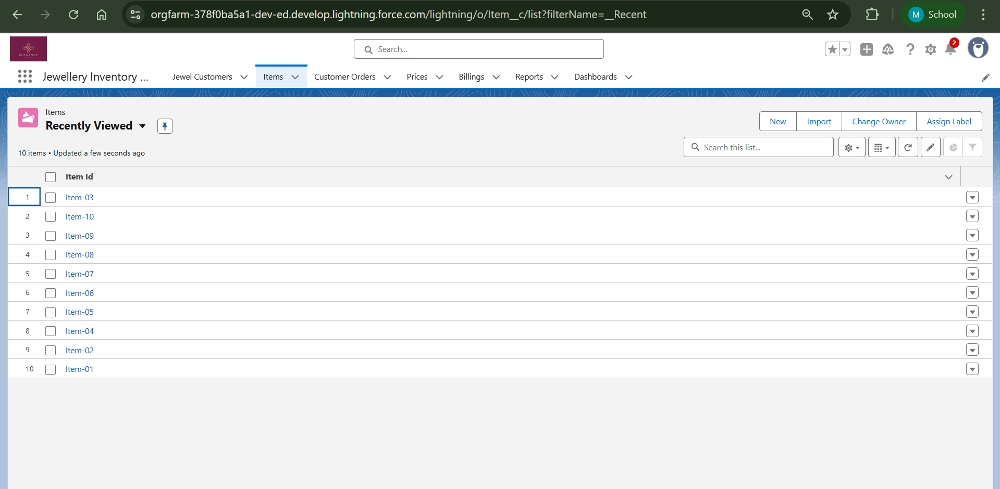 orgfarm-378f0ba5a1-dev-ed.develop.lightning.force.com/lightning/o/Item__c/list?filterName=__Recent
M School
ELEGANCE
Search...
2
Jewellery Inventory ...
Jewel Customers
Items
Customer Orders
Prices
Billings
Reports
Dashboards
Items
Recently Viewed
New
Import
Change Owner
Assign Label
10 items • Updated a few seconds ago
Search this list...
Item Id
1 Item-03
2 Item-10
3 Item-09
4 Item-08
5 Item-07
6 Item-06
7 Item-05
8 Item-04
9 Item-02
10 Item-01